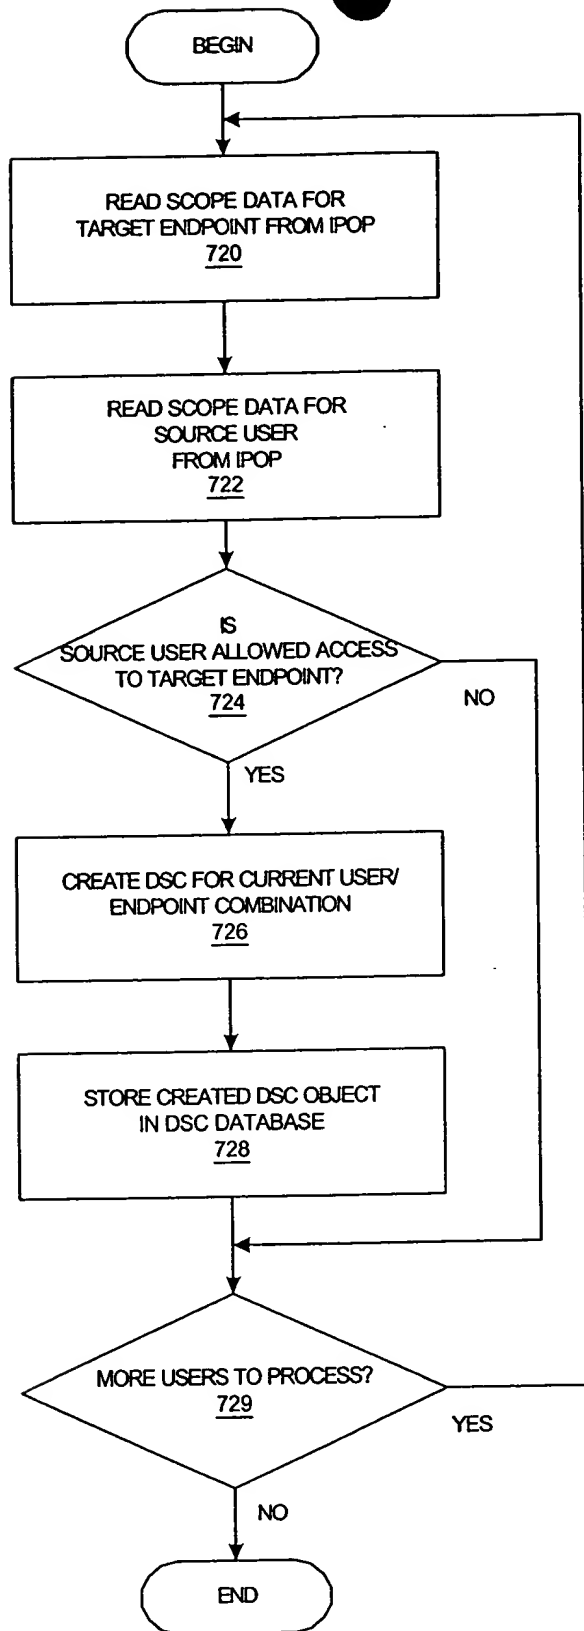 BEGIN
READ SCOPE DATA FOR
TARGET ENDPOINT FROM IPOP
720
READ SCOPE DATA FOR
SOURCE USER
FROM IPOP
722
IS
SOURCE USER ALLOWED ACCESS
TO TARGET ENDPOINT?
724
NO
YES
CREATE DSC FOR CURRENT USER/
ENDPOINT COMBINATION
726
STORE CREATED DSC OBJECT
IN DSC DATABASE
728
MORE USERS TO PROCESS?
729
YES
NO
END